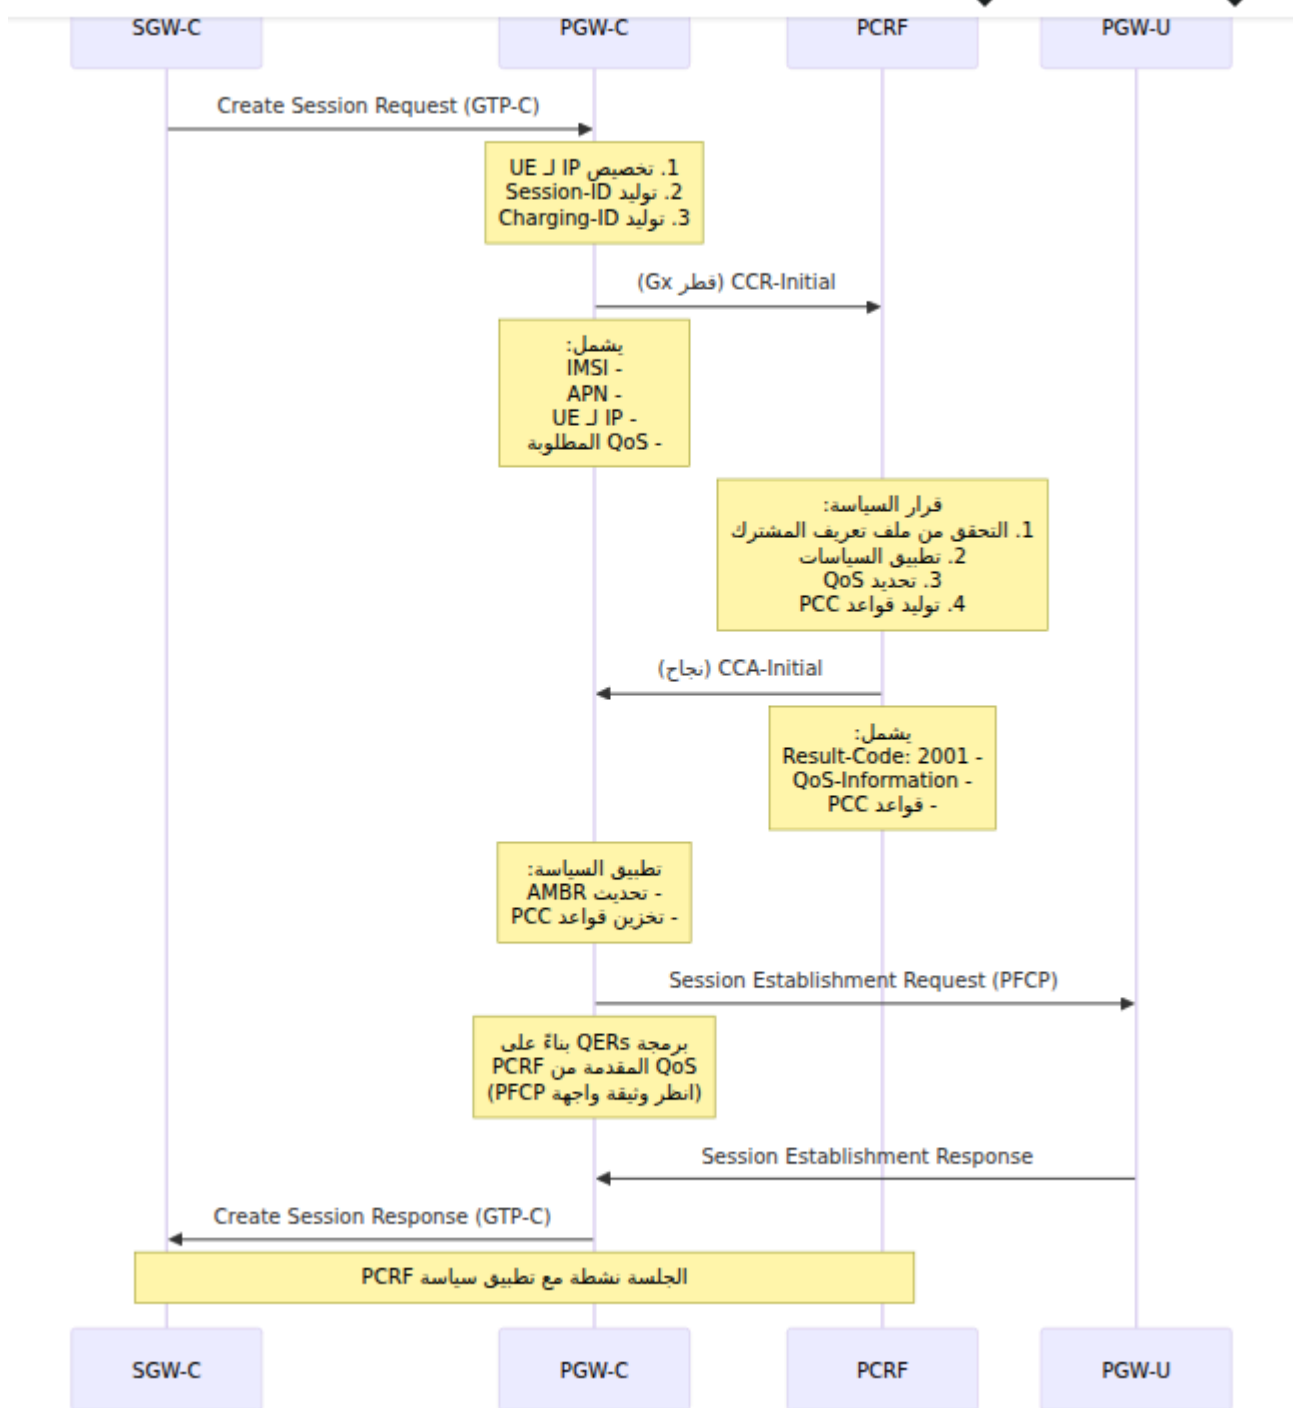 SGW-C
PGW-C
PCRF
PGW-U
Create Session Request (GTP-C)
1. تخصيص IP لـ UE
2. توليد Session-ID
3. توليد Charging-ID
CCR-Initial (قطر Gx)
يشمل:
- IMSI
- APN
- IP لـ UE
- QoS المطلوبة
قرار السياسة:
1. التحقق من ملف تعريف المشترك
2. تطبيق السياسات
3. تحديد QoS
4. توليد قواعد PCC
CCA-Initial (نجاح)
يشمل:
- Result-Code: 2001
- QoS-Information
- قواعد PCC
تطبيق السياسة:
- تحديث AMBR
- تخزين قواعد PCC
Session Establishment Request (PFCP)
برمجة QERs بناءً على
QoS المقدمة من PCRF
(انظر وثيقة واجهة PFCP)
Session Establishment Response
Create Session Response (GTP-C)
الجلسة نشطة مع تطبيق سياسة PCRF
SGW-C
PGW-C
PCRF
PGW-U